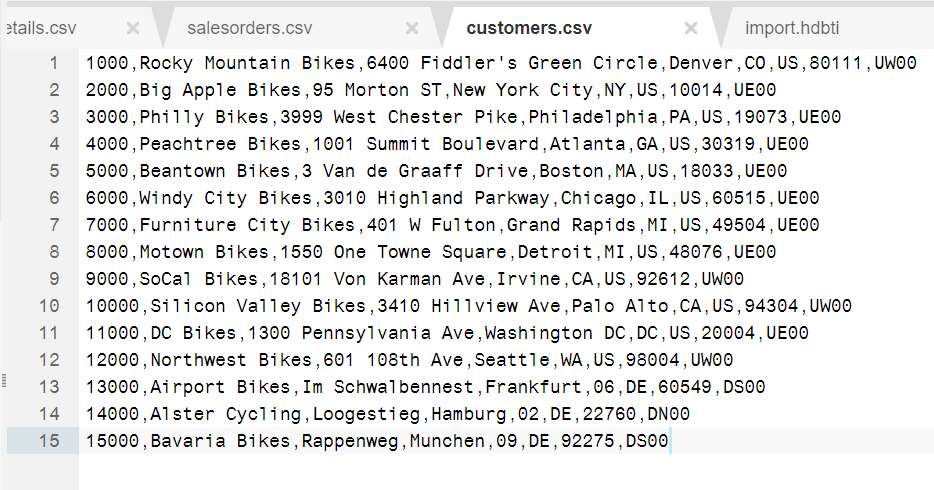 etails.csv × salesorders.csv × customers.csv × import.hdbti
1 1000,Rocky Mountain Bikes,6400 Fiddler's Green Circle,Denver,CO,US,80111,UW00
2 2000,Big Apple Bikes,95 Morton ST,New York City,NY,US,10014,UE00
3 3000,Philly Bikes,3999 West Chester Pike,Philadelphia,PA,US,19073,UE00
4 4000,Peachtree Bikes,1001 Summit Boulevard,Atlanta,GA,US,30319,UE00
5 5000,Beantown Bikes,3 Van de Graaff Drive,Boston,MA,US,18033,UE00
6 6000,Windy City Bikes,3010 Highland Parkway,Chicago,IL,US,60515,UE00
7 7000,Furniture City Bikes,401 W Fulton,Grand Rapids,MI,US,49504,UE00
8 8000,Motown Bikes,1550 One Towne Square,Detroit,MI,US,48076,UE00
9 9000,SoCal Bikes,18101 Von Karman Ave,Irvine,CA,US,92612,UW00
10 10000,Silicon Valley Bikes,3410 Hillview Ave,Palo Alto,CA,US,94304,UW00
11 11000,DC Bikes,1300 Pennsylvania Ave,Washington DC,DC,US,20004,UE00
12 12000,Northwest Bikes,601 108th Ave,Seattle,WA,US,98004,UW00
13 13000,Airport Bikes,Im Schwalbennest,Frankfurt,06,DE,60549,DS00
14 14000,Alster Cycling,Loogestieg,Hamburg,02,DE,22760,DN00
15 15000,Bavaria Bikes,Rappenweg,Munchen,09,DE,92275,DS00